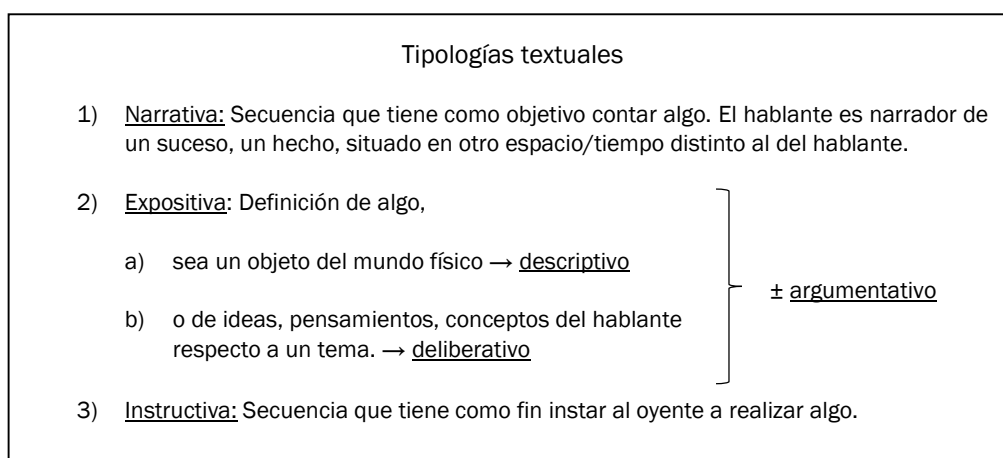 Tipologías textuales
1) Narrativa: Secuencia que tiene como objetivo contar algo. El hablante es narrador de
un suceso, un hecho, situado en otro espacio/tiempo distinto al del hablante.
2) Expositiva: Definición de algo,
a) sea un objeto del mundo físico → descriptivo
± argumentativo
b) o de ideas, pensamientos, conceptos del hablante
respecto a un tema. → deliberativo
3) Instructiva: Secuencia que tiene como fin instar al oyente a realizar algo.